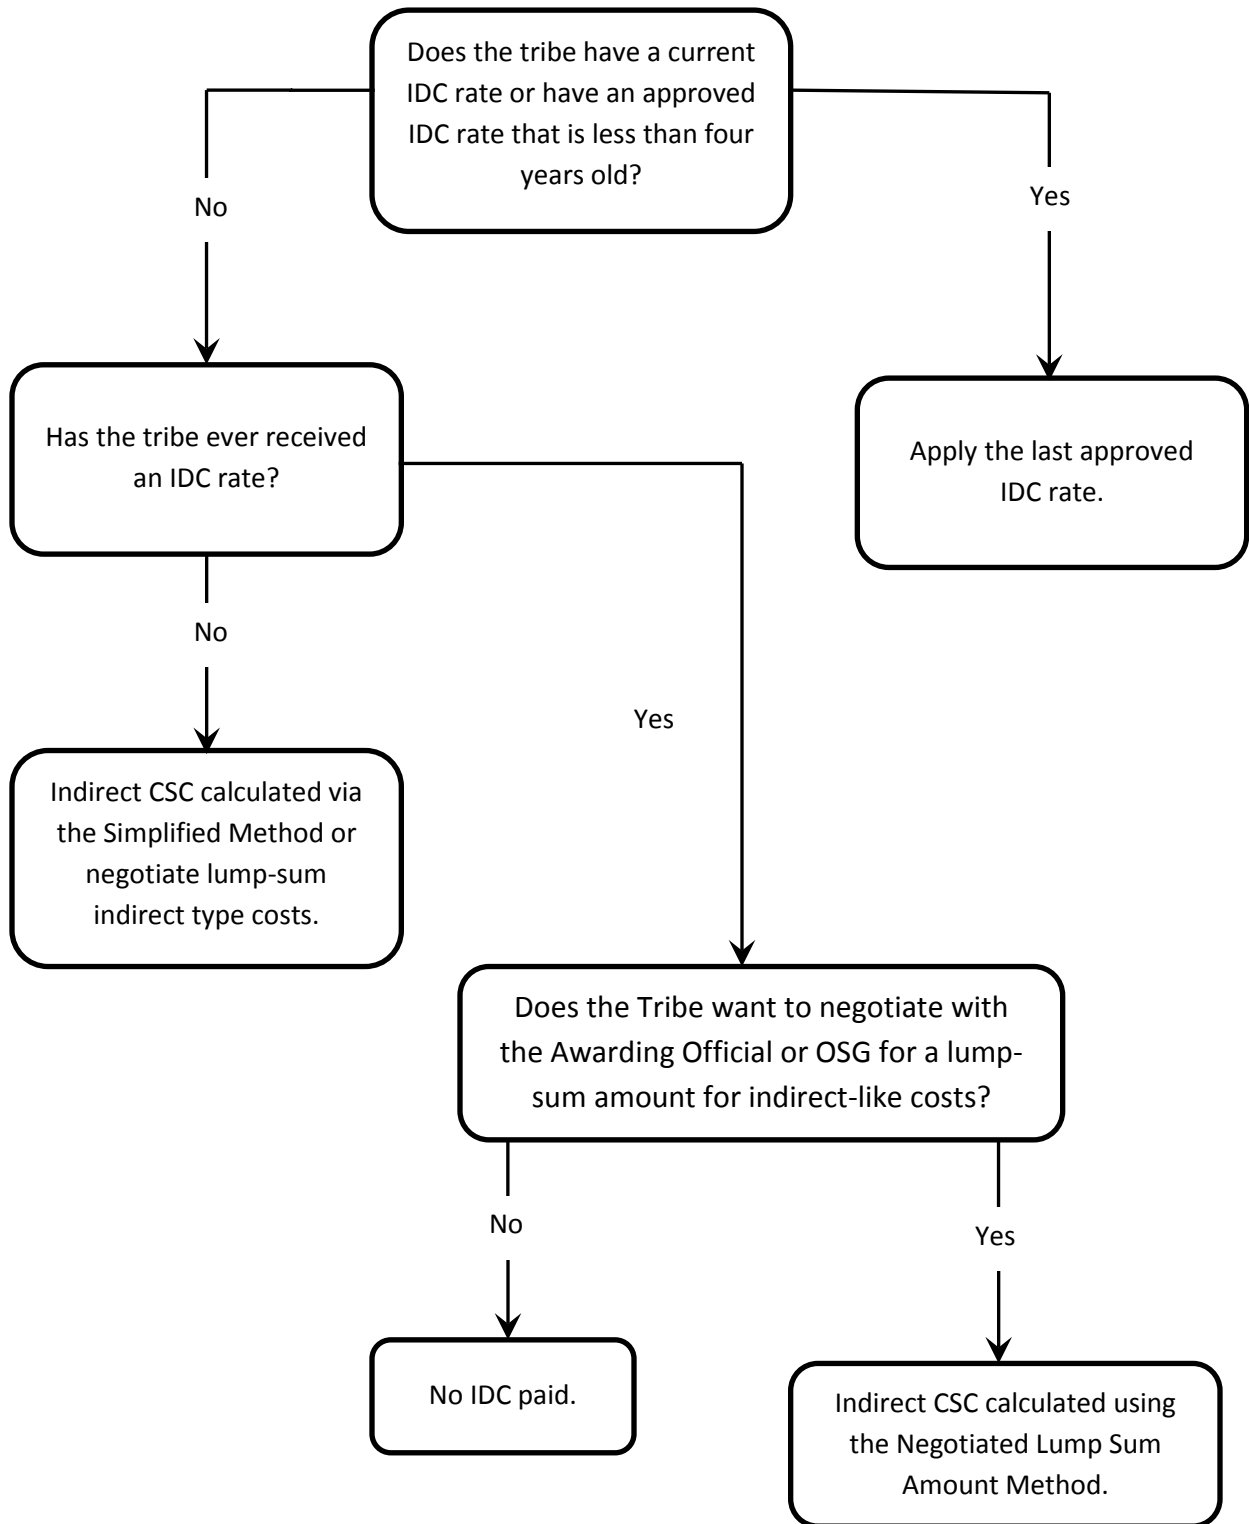 Does the tribe have a current
IDC rate or have an approved
IDC rate that is less than four
years old?
No
Yes
Has the tribe ever received
an IDC rate?
Apply the last approved
IDC rate.
No
Yes
Indirect CSC calculated via
the Simplified Method or
negotiate lump-sum
indirect type costs.
Does the Tribe want to negotiate with
the Awarding Official or OSG for a lump-
sum amount for indirect-like costs?
No
Yes
No IDC paid.
Indirect CSC calculated using
the Negotiated Lump Sum
Amount Method.